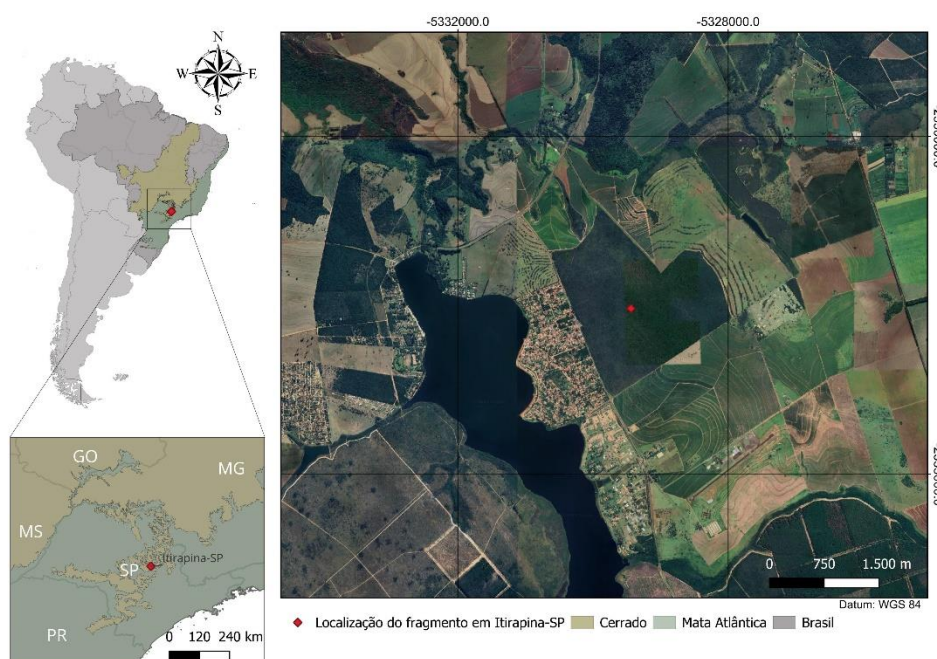 N
W E
S
-5332000.0 -5328000.0
GO
MG
MS
Itirapina-SP
SP
PR
0 120 240 km
0 750 1.500 m
Datum: WGS 84
Localização do fragmento em Itirapina-SP Cerrado Mata Atlântica Brasil